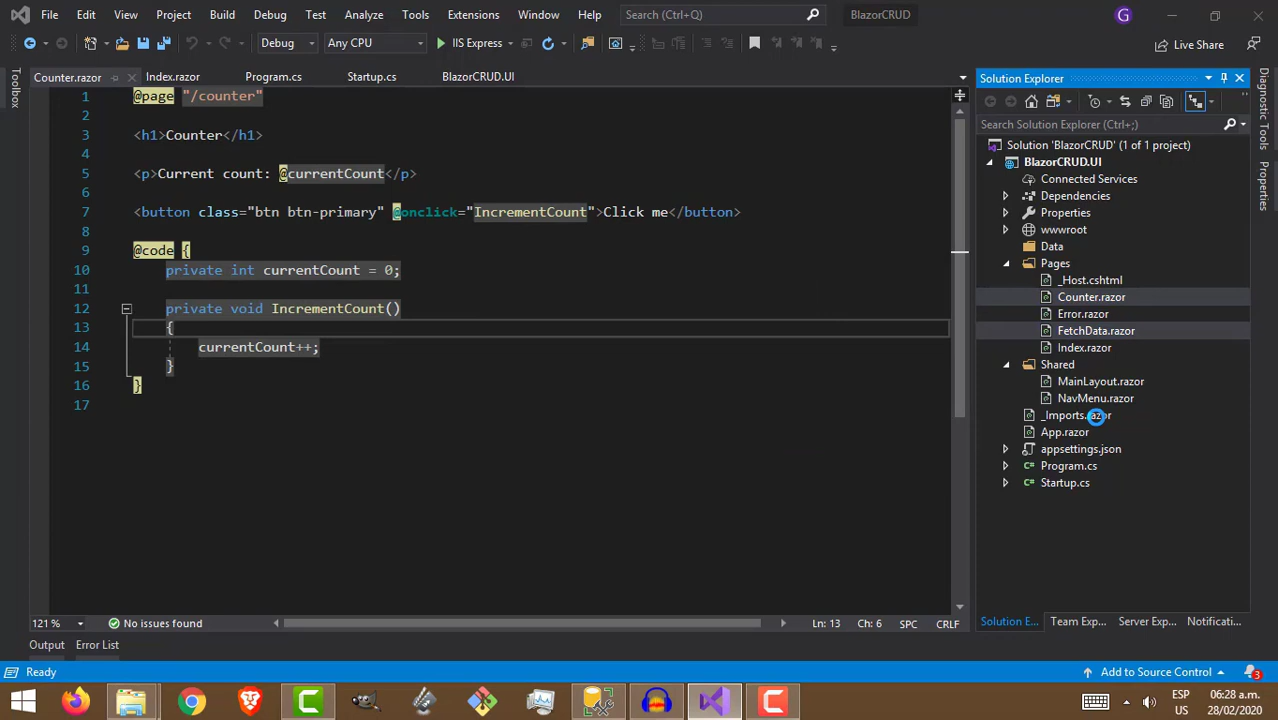 File Edit View Project Build Debug Test Analyze Tools Extensions Window Help Search (Ctrl+Q) BlazorCRUD G
Debug Any CPU IIS Express Live Share
Toolbox
Counter.razor Index.razor Program.cs Startup.cs BlazorCRUD.UI
1 @page "/counter"
2
3 <h1>Counter</h1>
4
5 <p>Current count: @currentCount</p>
6
7 <button class="btn btn-primary" @onclick="IncrementCount">Click me</button>
8
9 @code {
10 private int currentCount = 0;
11
12 private void IncrementCount()
13 {
14 currentCount++;
15 }
16 }
17
121 % No issues found Ln: 13 Ch: 6 SPC CRLF
Solution Explorer
Search Solution Explorer (Ctrl+;)
Solution 'BlazorCRUD' (1 of 1 project)
BlazorCRUD.UI
Connected Services
Dependencies
Properties
wwwroot
Data
Pages
_Host.cshtml
Counter.razor
Error.razor
FetchData.razor
Index.razor
Shared
MainLayout.razor
NavMenu.razor
_Imports.razor
App.razor
appsettings.json
Program.cs
Startup.cs
Solution E... Team Exp... Server Exp... Notificati...
Diagnostic Tools
Properties
Output Error List
Ready Add to Source Control 3
ESP
US
06:28 a.m.
28/02/2020